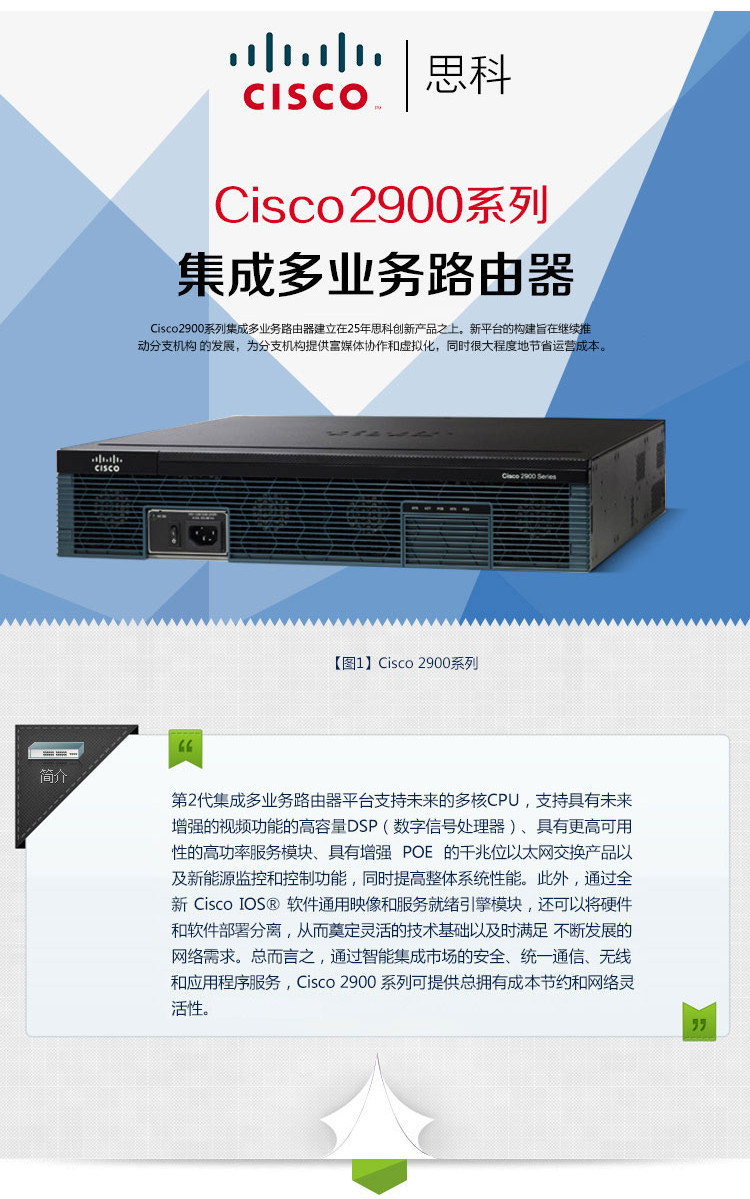 CISCO
TM
思科
Cisco 2900系列
集成多业务路由器
Cisco2900系列集成多业务路由器建立在25年思科创新产品之上。新平台的构建旨在继续推
动分支机构 的发展，为分支机构提供富媒体协作和虚拟化，同时很大程度地节省运营成本。
CISCO
Cisco 2900 Series
【图1】Cisco 2900系列
简介
第2代集成多业务路由器平台支持未来的多核CPU，支持具有未来
增强的视频功能的高容量DSP（数字信号处理器）、具有更高可用
性的高功率服务模块、具有增强 POE 的千兆位以太网交换产品以
及新能源监控和控制功能，同时提高整体系统性能。此外，通过全
新 Cisco IOS® 软件通用映像和服务就绪引擎模块，还可以将硬件
和软件部署分离，从而奠定灵活的技术基础以及时满足 不断发展的
网络需求。总而言之，通过智能集成市场的安全、统一通信、无线
和应用程序服务，Cisco 2900 系列可提供总拥有成本节约和网络灵
活性。